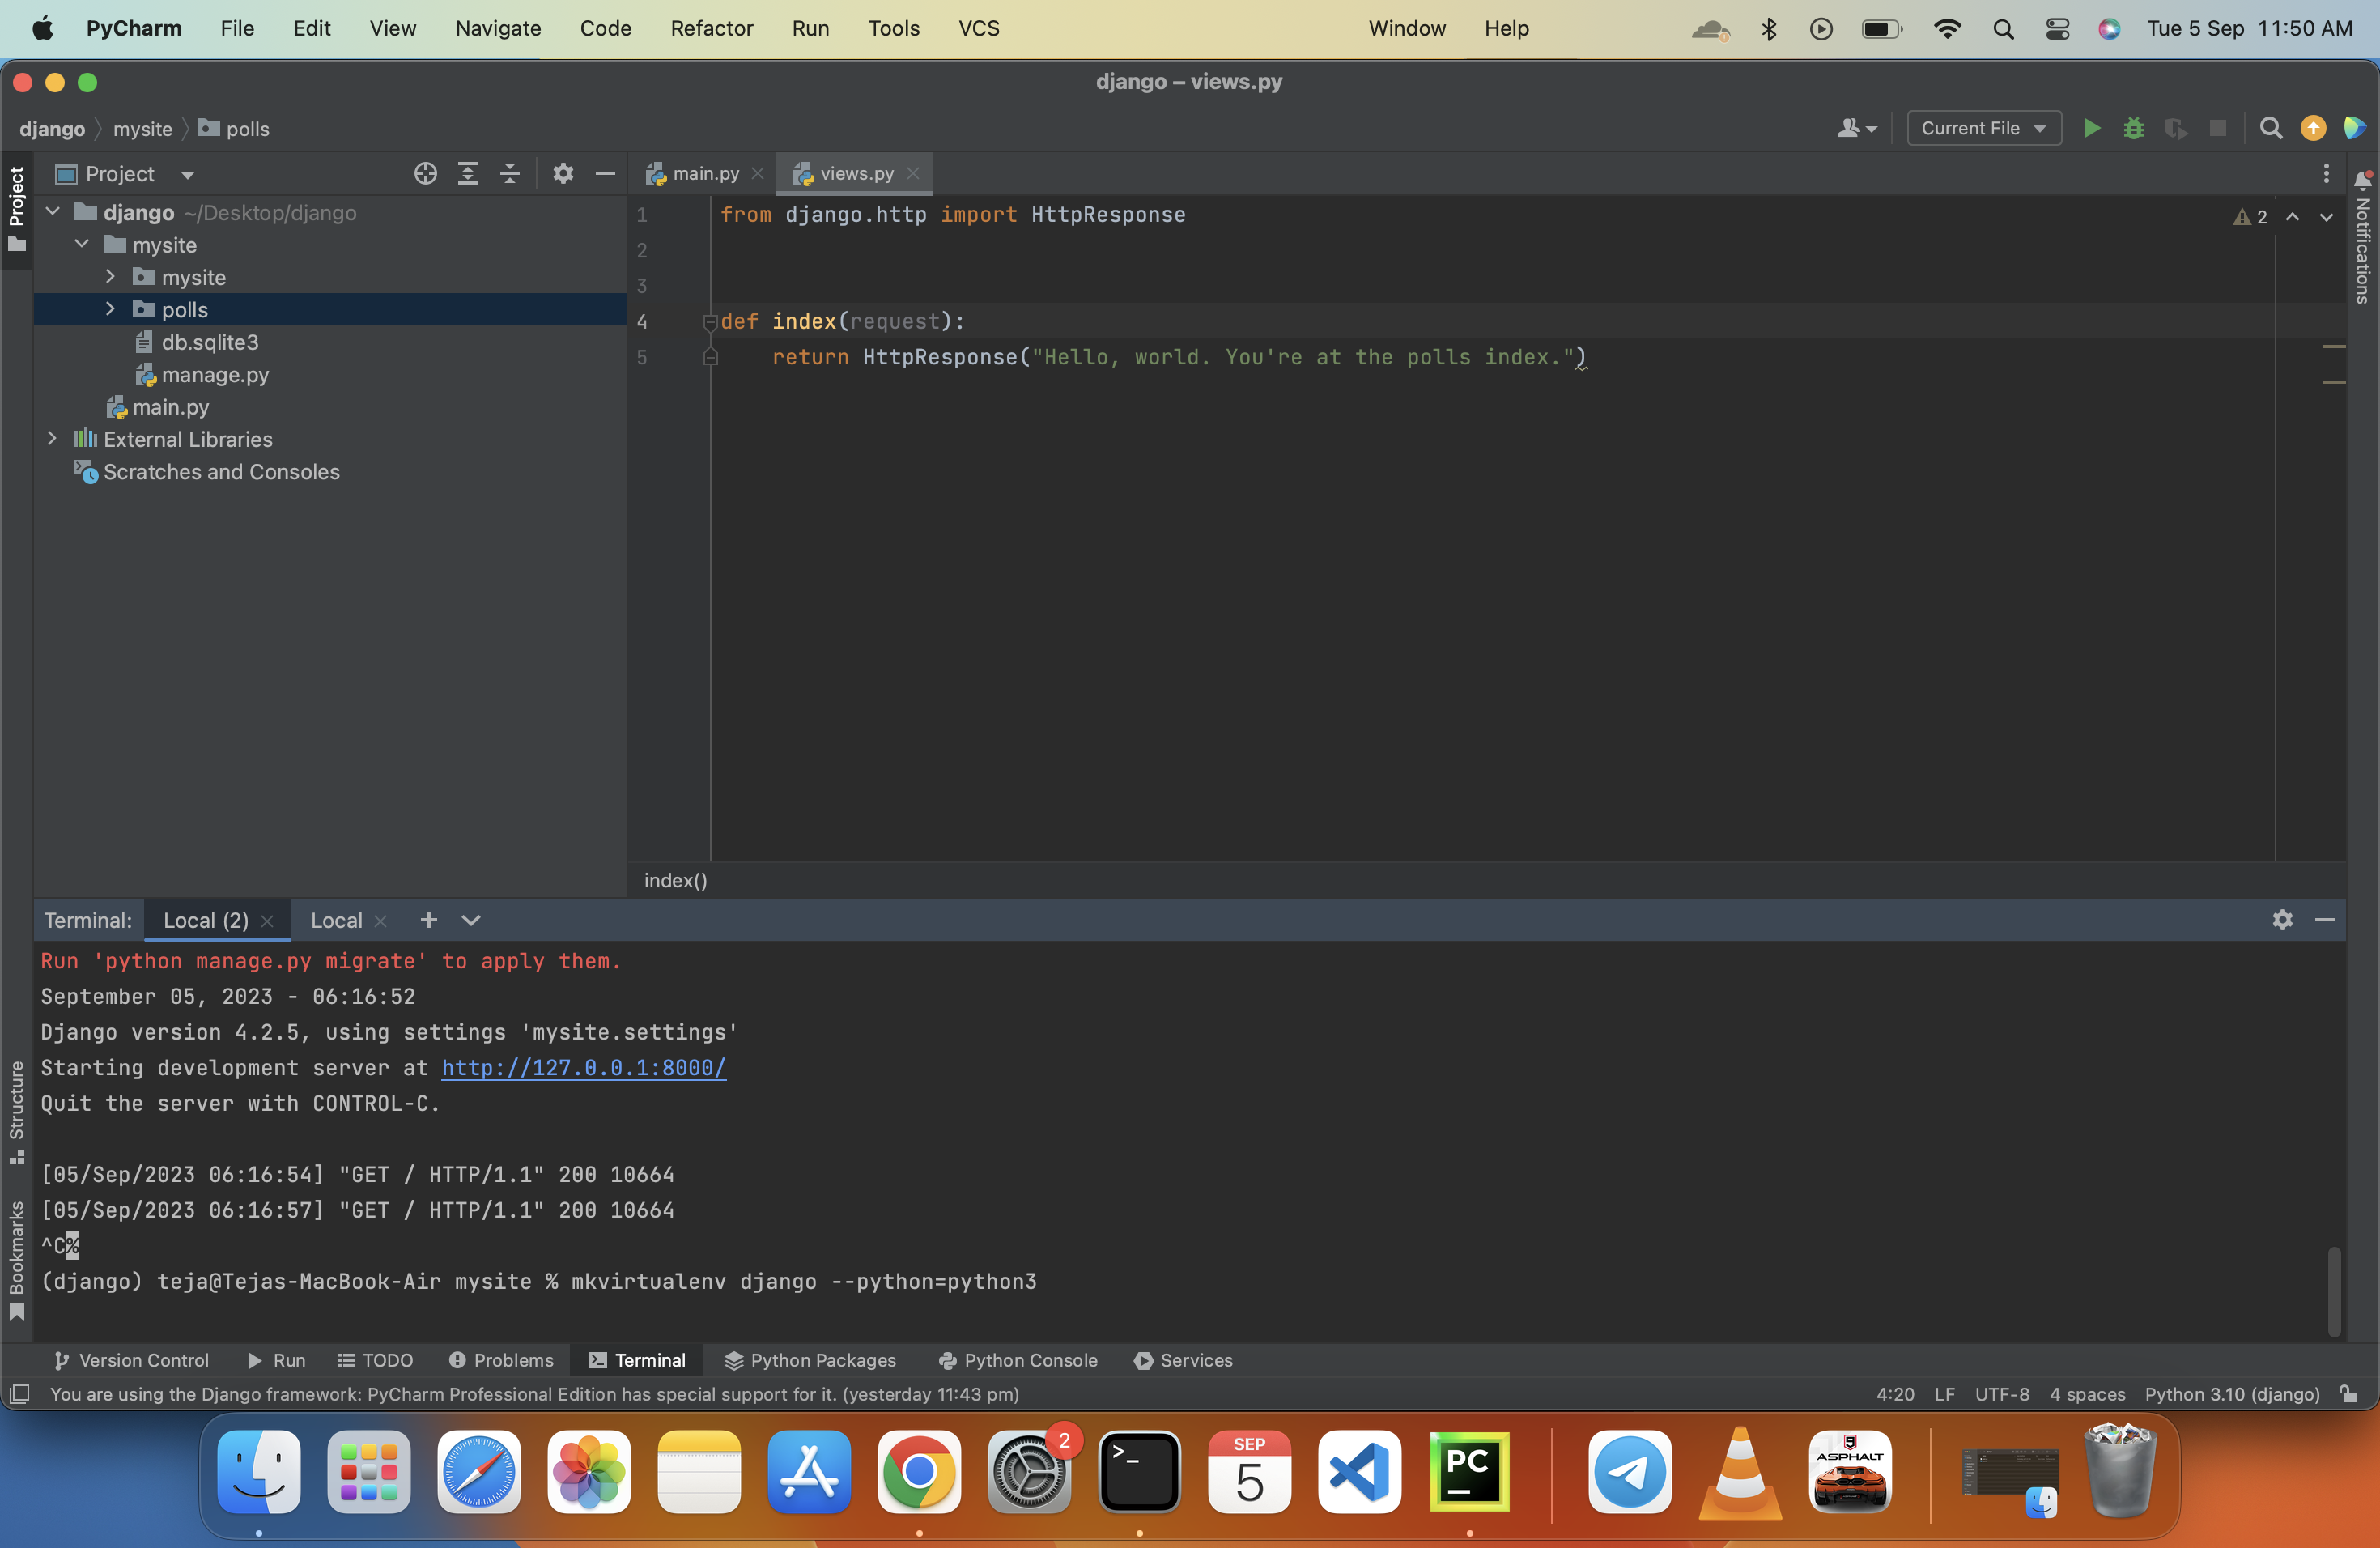 PyCharm File Edit View Navigate Code Refactor Run Tools VCS Window Help Tue 5 Sep 11:50 AM
django – views.py
django mysite polls
Current File
Project
Project
main.py
views.py
django ~/Desktop/django
mysite
mysite
polls
db.sqlite3
manage.py
main.py
External Libraries
Scratches and Consoles
1 from django.http import HttpResponse
2
3
4 def index(request):
5 return HttpResponse("Hello, world. You're at the polls index.")
2
Notifications
index()
Terminal: Local (2) Local
Run 'python manage.py migrate' to apply them.
September 05, 2023 - 06:16:52
Django version 4.2.5, using settings 'mysite.settings'
Starting development server at http://127.0.0.1:8000/
Quit the server with CONTROL-C.
[05/Sep/2023 06:16:54] "GET / HTTP/1.1" 200 10664
[05/Sep/2023 06:16:57] "GET / HTTP/1.1" 200 10664
^C%
(django) teja@Tejas-MacBook-Air mysite % mkvirtualenv django --python=python3
Structure
Bookmarks
Version Control Run TODO Problems Terminal Python Packages Python Console Services
You are using the Django framework: PyCharm Professional Edition has special support for it. (yesterday 11:43 pm) 4:20 LF UTF-8 4 spaces Python 3.10 (django)
2
>_
SEP
5
PC
9
ASPHALT